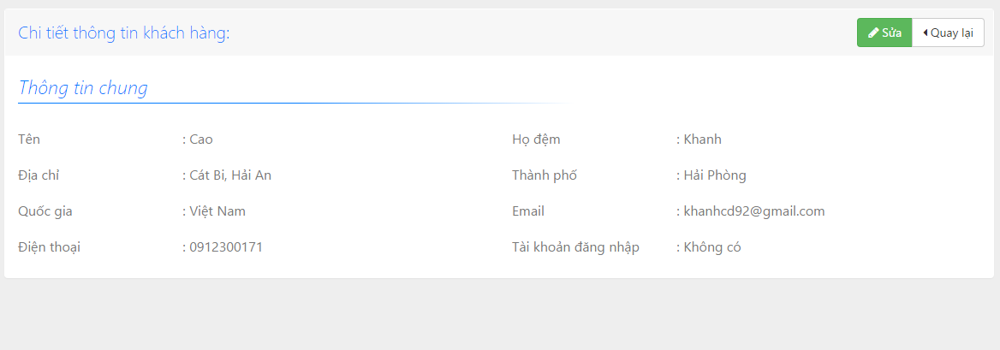 Chi tiết thông tin khách hàng: Sửa Quay lại
Thông tin chung
Tên : Cao Họ đệm : Khanh
Địa chỉ : Cát Bi, Hải An Thành phố : Hải Phòng
Quốc gia : Việt Nam Email : khanhcd92@gmail.com
Điện thoại : 0912300171 Tài khoản đăng nhập : Không có